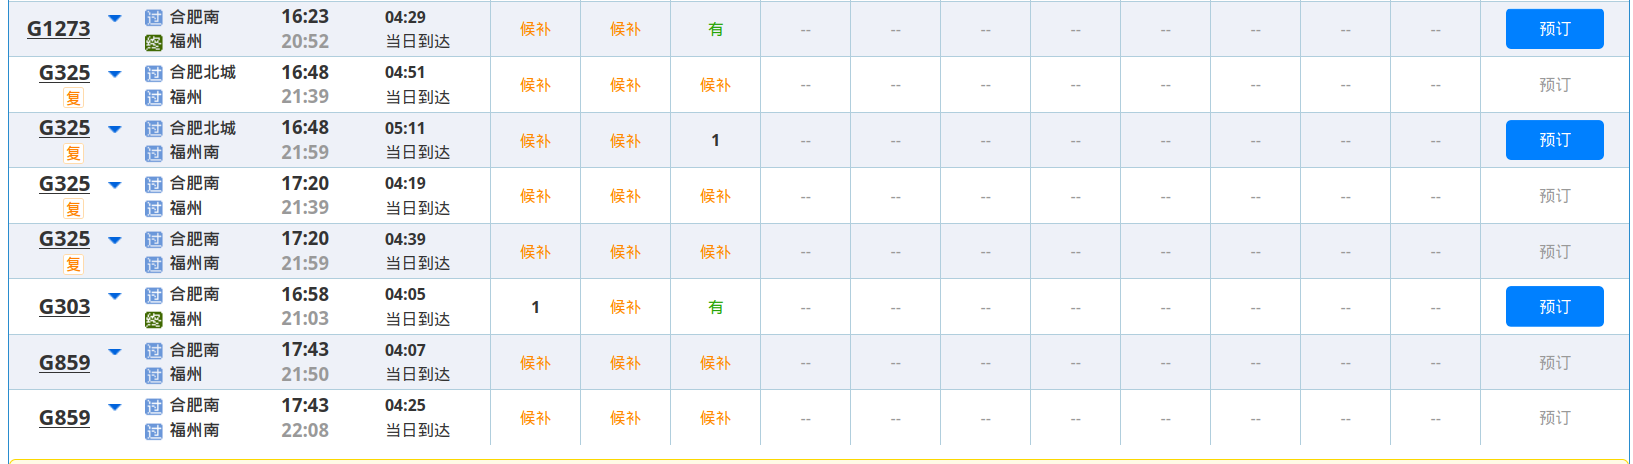 G1273 过 合肥南 16:23 04:29 候补 候补 有 -- -- -- -- -- -- -- -- 预订
终 福州 20:52 当日到达
G325 过 合肥北城 16:48 04:51 候补 候补 候补 -- -- -- -- -- -- -- -- 预订
复 过 福州 21:39 当日到达
G325 过 合肥北城 16:48 05:11 候补 候补 1 -- -- -- -- -- -- -- -- 预订
复 过 福州南 21:59 当日到达
G325 过 合肥南 17:20 04:19 候补 候补 候补 -- -- -- -- -- -- -- -- 预订
复 过 福州 21:39 当日到达
G325 过 合肥南 17:20 04:39 候补 候补 候补 -- -- -- -- -- -- -- -- 预订
复 过 福州南 21:59 当日到达
G303 过 合肥南 16:58 04:05 1 候补 有 -- -- -- -- -- -- -- -- 预订
终 福州 21:03 当日到达
G859 过 合肥南 17:43 04:07 候补 候补 候补 -- -- -- -- -- -- -- -- 预订
过 福州 21:50 当日到达
G859 过 合肥南 17:43 04:25 候补 候补 候补 -- -- -- -- -- -- -- -- 预订
过 福州南 22:08 当日到达